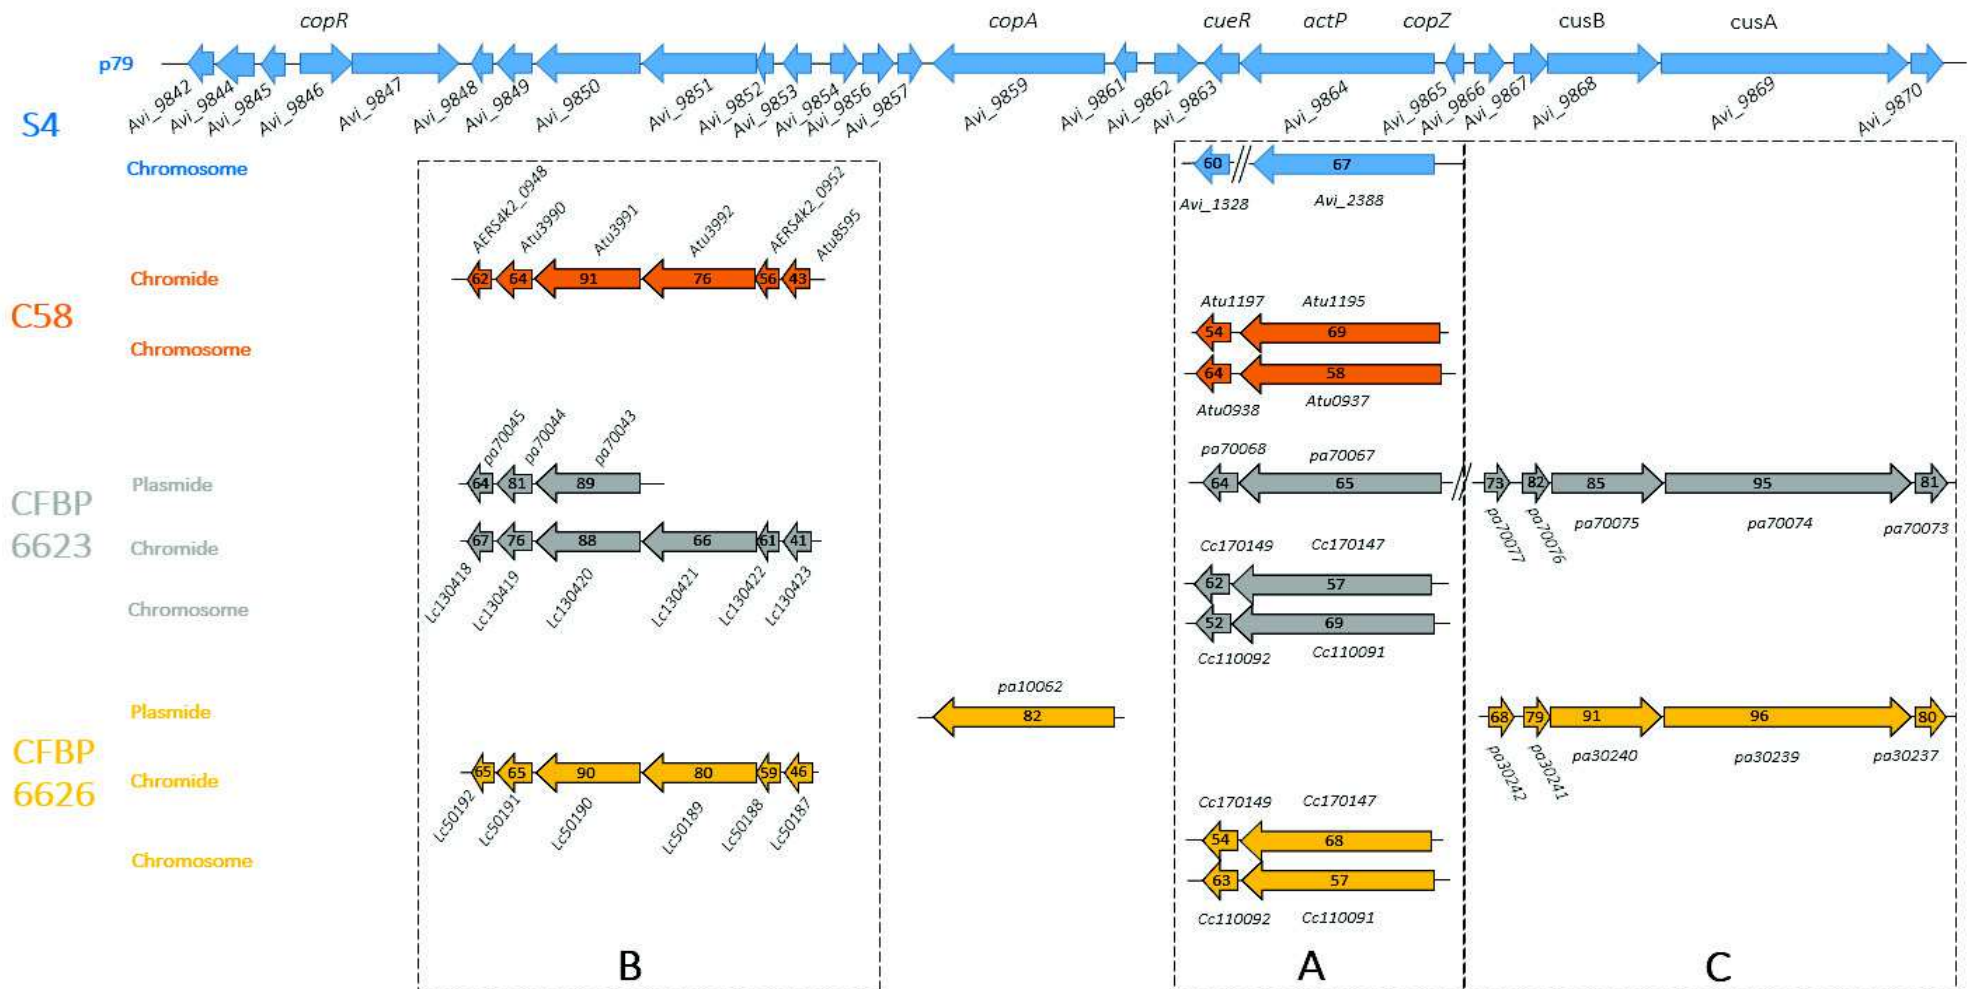 copR copA cueR actP copZ cusB cusA
p79
Avi_9842 Avi_9844 Avi_9845 Avi_9846 Avi_9847 Avi_9848 Avi_9849 Avi_9850 Avi_9851 Avi_9852 Avi_9853 Avi_9854 Avi_9856 Avi_9857 Avi_9859 Avi_9861 Avi_9862 Avi_9863 Avi_9864 Avi_9865 Avi_9866 Avi_9867 Avi_9868 Avi_9869 Avi_9870
S4
Chromosome
60 // 67
Avi_1328 Avi_2388
AERS4k2_0948 Atu3990 Atu3991 Atu3992 AERS4k2_0952 Atu8595
Chromide
62 64 91 76 56 43
C58
Atu1197 Atu1195
54 69
Chromosome
64 58
Atu0938 Atu0937
pa70045 pa70044 pa70043
pa70068 pa70067
Plasmide
64 81 89
64 65 // 73 82 85 95 81
pa70077 pa70076 pa70075 pa70074 pa70073
CFBP
6623
Chromide
67 76 88 66 61 41
Lc130418 Lc130419 Lc130420 Lc130421 Lc130422 Lc130423
Cc170149 Cc170147
62 57
Chromosome
52 69
Cc110092 Cc110091
pa10062
Plasmide
82
68 79 91 96 80
pa30242 pa30241 pa30240 pa30239 pa30237
CFBP
6626
Chromide
65 65 90 80 59 46
Lc50192 Lc50191 Lc50190 Lc50189 Lc50188 Lc50187
Cc170149 Cc170147
54 68
Chromosome
63 57
Cc110092 Cc110091
B A C